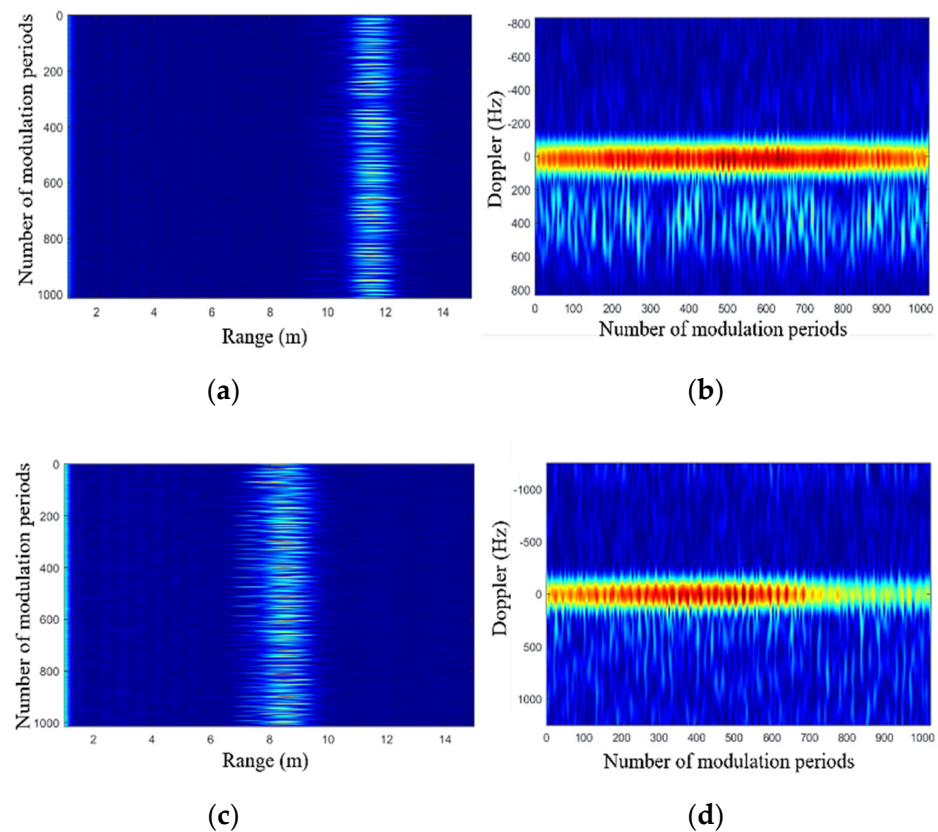 Number of modulation periods
0
200
400
600
800
1000
2 4 6 8 10 12 14
Range (m)
(a)
Doppler (Hz)
-800
-600
-400
-200
0
200
400
600
800
0 100 200 300 400 500 600 700 800 900 1000
Number of modulation periods
(b)
Number of modulation periods
0
200
400
600
800
1000
2 4 6 8 10 12 14
Range (m)
(c)
Doppler (Hz)
-1000
-500
0
500
1000
0 100 200 300 400 500 600 700 800 900 1000
Number of modulation periods
(d)